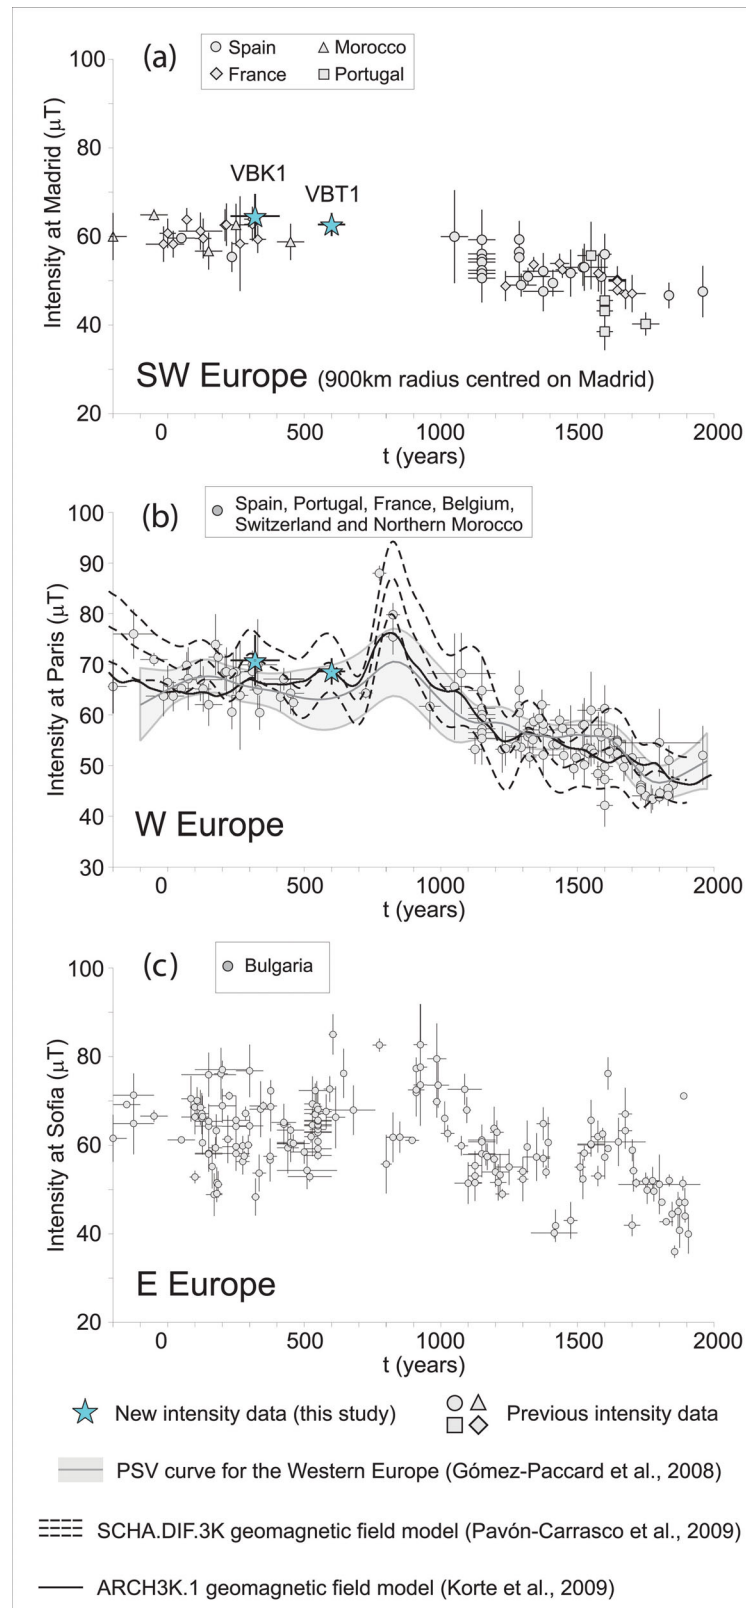 (a)
Spain
Morocco
France
Portugal
100
80
60
40
20
Intensity at Madrid (μT)
VBK1
VBT1
SW Europe (900km radius centred on Madrid)
0 500 1000 1500 2000
t (years)
(b)
Spain, Portugal, France, Belgium,
Switzerland and Northern Morocco
100
90
80
70
60
50
40
30
Intensity at Paris (μT)
W Europe
0 500 1000 1500 2000
t (years)
(c)
Bulgaria
100
80
60
40
20
Intensity at Sofia (μT)
E Europe
0 500 1000 1500 2000
t (years)
New intensity data (this study)
Previous intensity data
PSV curve for the Western Europe (Gómez-Paccard et al., 2008)
SCHA.DIF.3K geomagnetic field model (Pavón-Carrasco et al., 2009)
ARCH3K.1 geomagnetic field model (Korte et al., 2009)